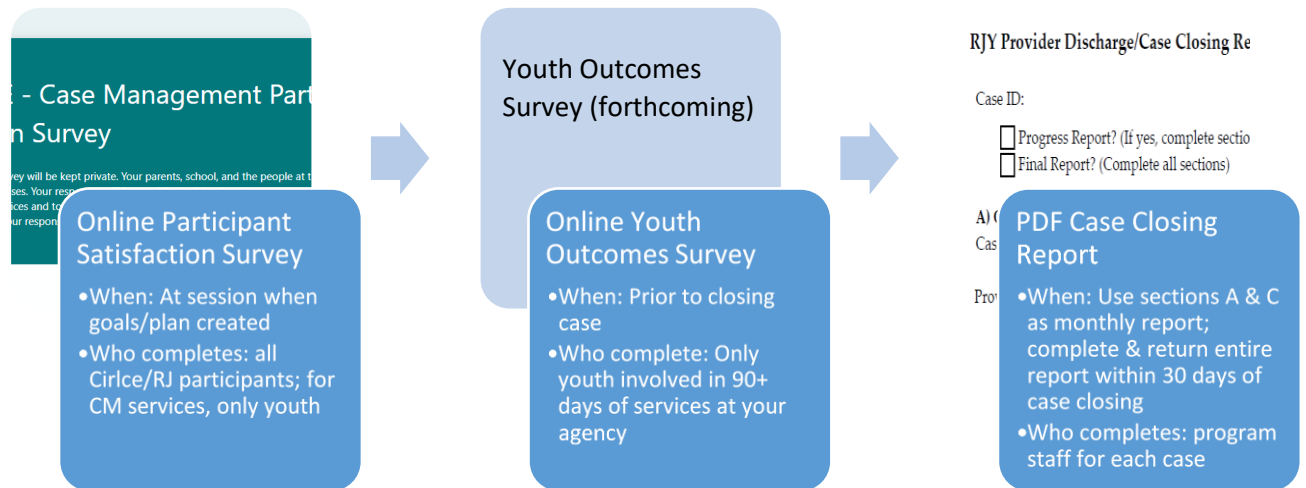 - Case Management Part
n Survey
vey will be kept private. Your parents, school, and the people at t
ses. Your resp
ices and to
ur respon
Online Participant
Satisfaction Survey
•When: At session when
goals/plan created
•Who completes: all
Cirlce/RJ participants; for
CM services, only youth
Youth Outcomes
Survey (forthcoming)
Online Youth
Outcomes Survey
•When: Prior to closing
case
•Who complete: Only
youth involved in 90+
days of services at your
agency
RJY Provider Discharge/Case Closing Re
Case ID:
Progress Report? (If yes, complete sectio
Final Report? (Complete all sections)
A) (
Cas
Prov
PDF Case Closing
Report
•When: Use sections A & C
as monthly report;
complete & return entire
report within 30 days of
case closing
•Who completes: program
staff for each case